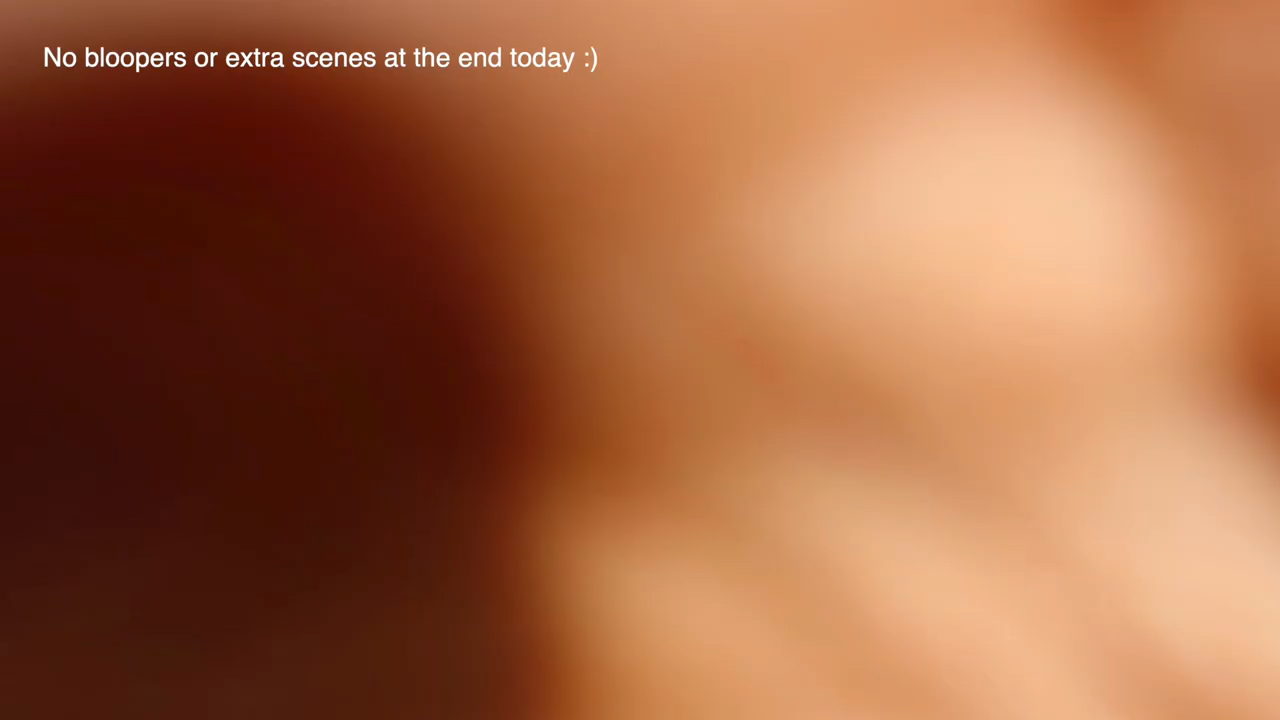 No bloopers or extra scenes at the end today :)